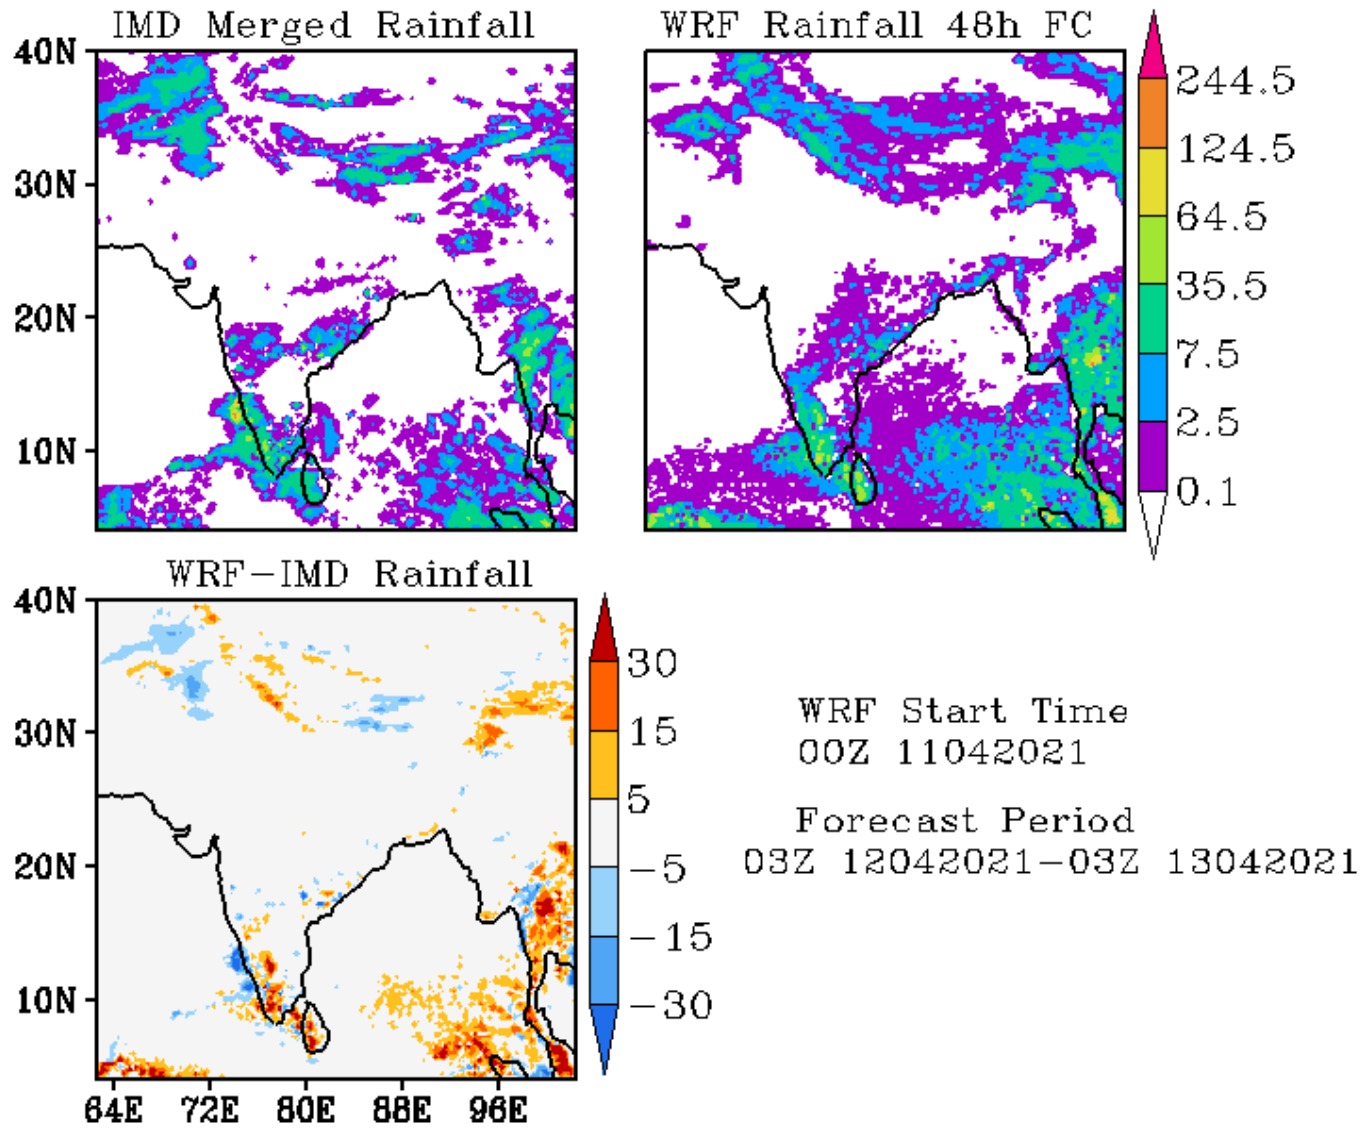 IMD Merged Rainfall
WRF Rainfall 48h FC
40N
30N
20N
10N
244.5
124.5
64.5
35.5
7.5
2.5
0.1
WRF-IMD Rainfall
40N
30N
20N
10N
64E 72E 80E 88E 96E
30
15
5
-5
-15
-30
WRF Start Time
00Z 11042021
Forecast Period
03Z 12042021-03Z 13042021